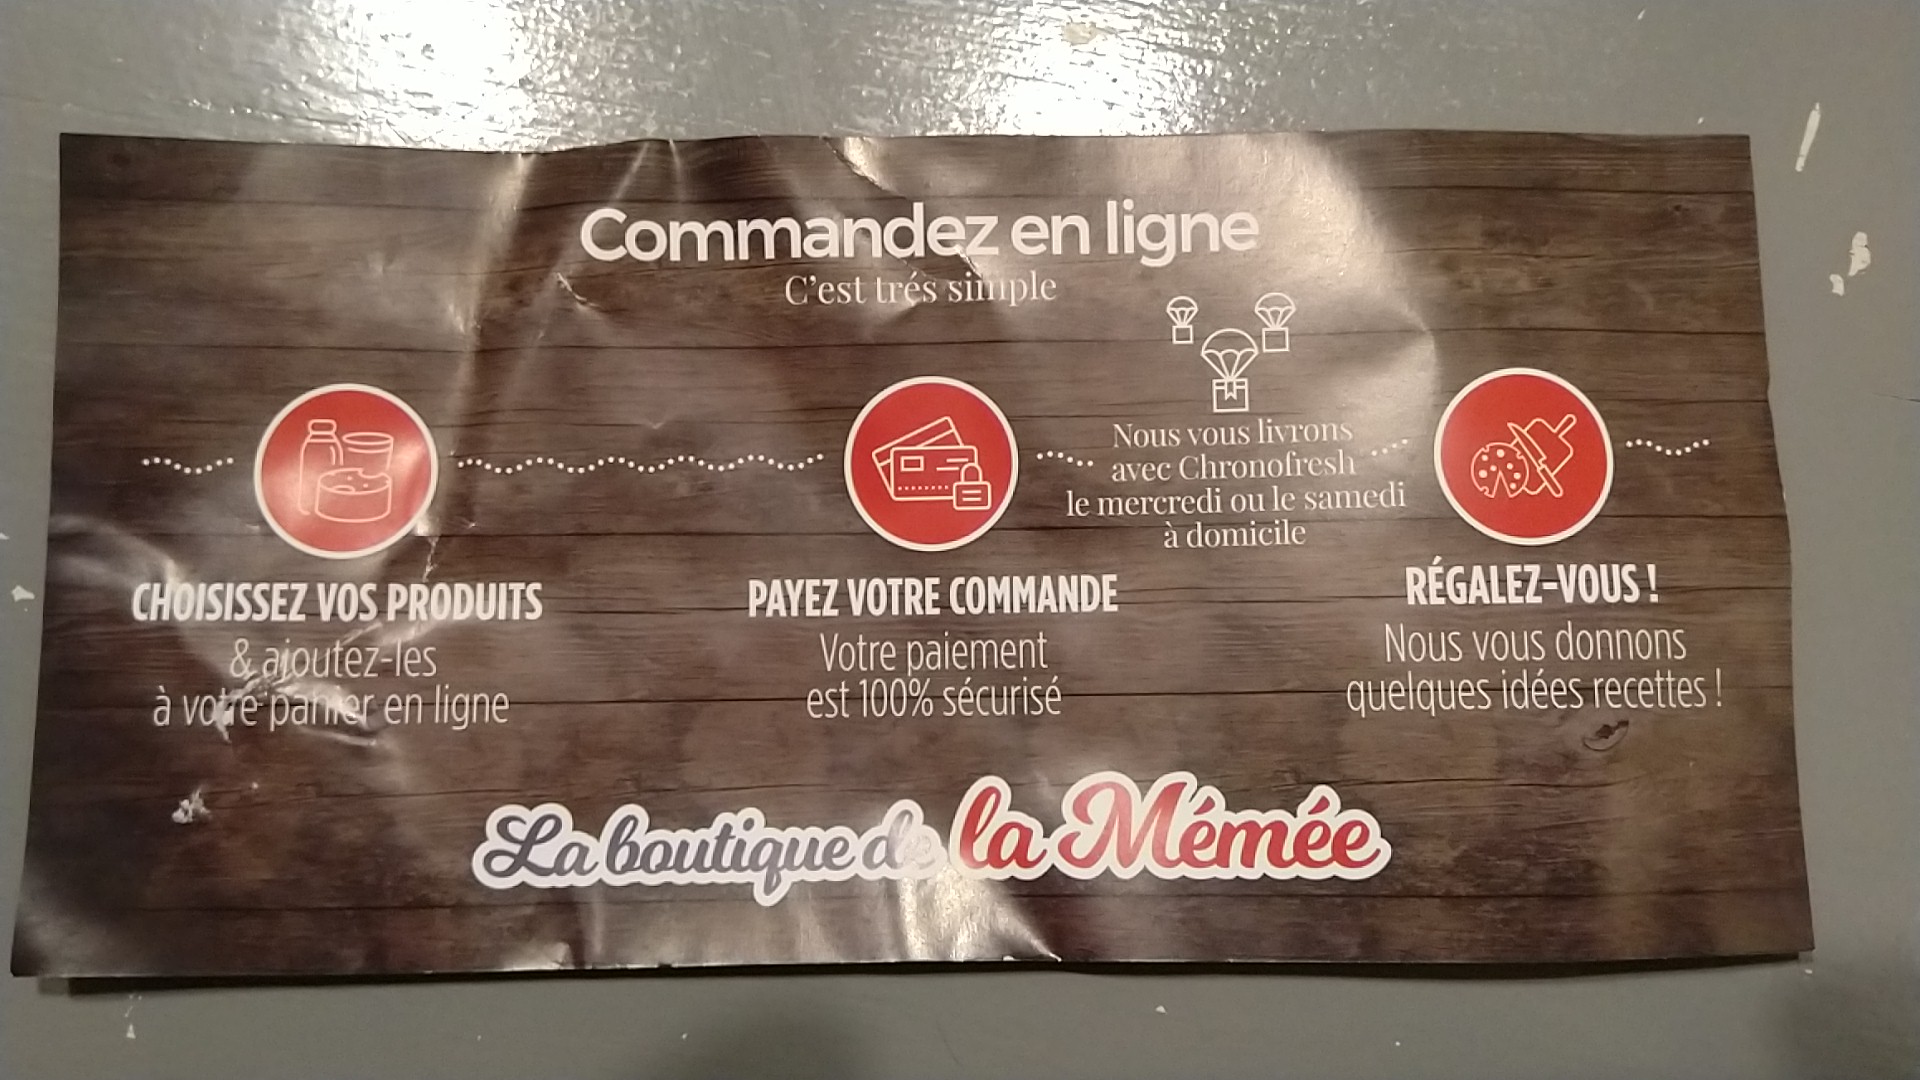 Commandez en ligne
C'est trés simple
Nous vous livrons
avec Chronofresh
le mercredi ou le samedi
à domicile
CHOISISSEZ VOS PRODUITS
& ajoutez-les
à votre panier en ligne
PAYEZ VOTRE COMMANDE
Votre paiement
est 100% sécurisé
RÉGALEZ-VOUS !
Nous vous donnons
quelques idées recettes !
La boutique de la Mémée